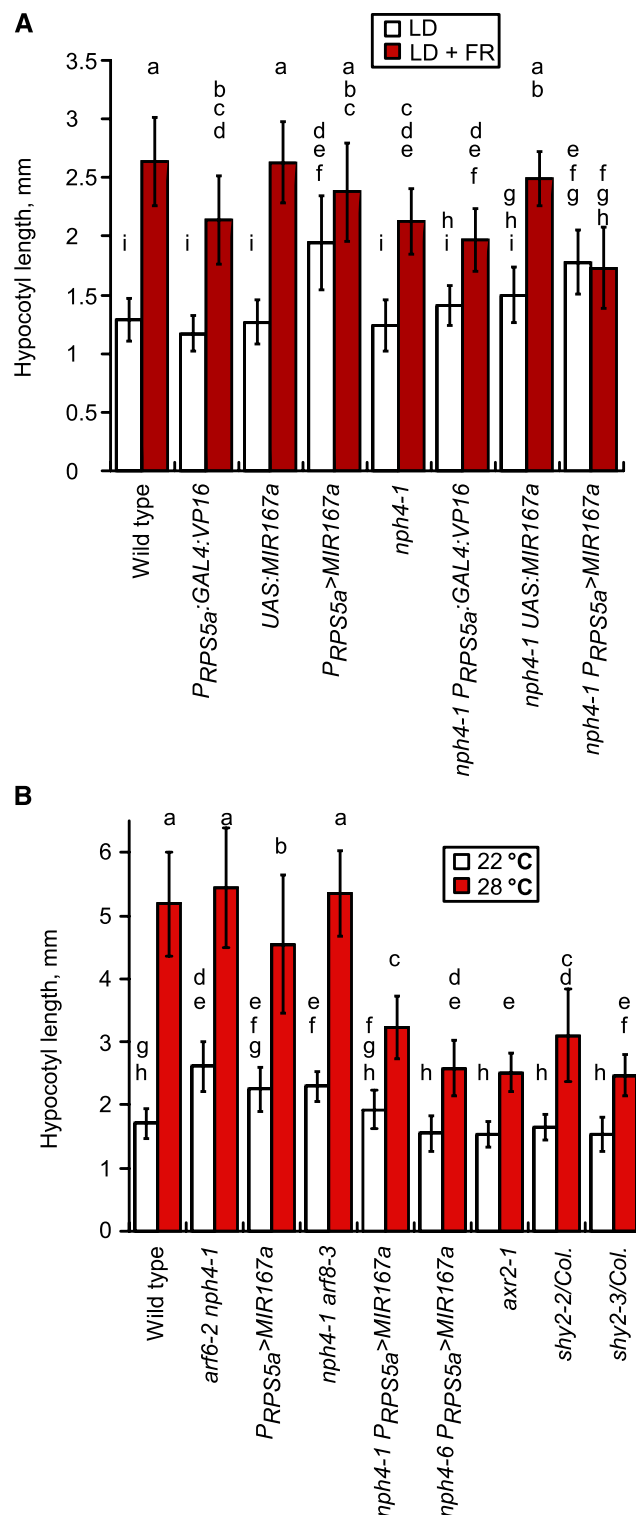 A
LD
LD + FR
Hypocotyl length, mm
3.5
3
2.5
2
1.5
1
0.5
0
i
a
i
b
c
d
i
a
d
e
f
a
b
c
i
c
d
e
h
i
d
e
f
g
h
i
a
b
e
f
g
f
g
h
Wild type
PRPS5a:GAL4:VP16
UAS:MIR167a
PRPS5a>MIR167a
nph4-1
nph4-1 PRPS5a:GAL4:VP16
nph4-1 UAS:MIR167a
nph4-1 PRPS5a>MIR167a
B
22 °C
28 °C
Hypocotyl length, mm
6
5
4
3
2
1
0
g
h
a
d
e
a
e
f
g
b
e
f
a
f
g
h
c
h
d
e
h
e
h
c
d
h
e
f
Wild type
arf6-2 nph4-1
PRPS5a>MIR167a
nph4-1 arf8-3
nph4-1 PRPS5a>MIR167a
nph4-6 PRPS5a>MIR167a
axr2-1
shy2-2/Col.
shy2-3/Col.